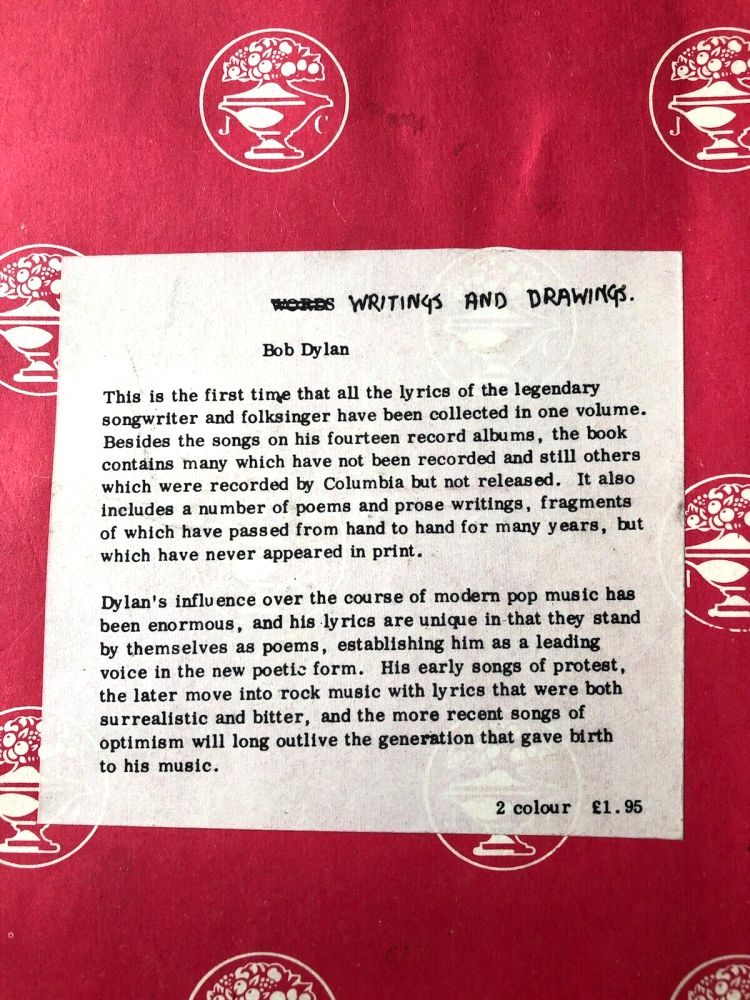 J C
J
WORDS WRITINGS AND DRAWINGS.
Bob Dylan
This is the first time that all the lyrics of the legendary
songwriter and folksinger have been collected in one volume.
Besides the songs on his fourteen record albums, the book
contains many which have not been recorded and still others
which were recorded by Columbia but not released. It also
includes a number of poems and prose writings, fragments
of which have passed from hand to hand for many years, but
which have never appeared in print.
Dylan's influence over the course of modern pop music has
been enormous, and his lyrics are unique in that they stand
by themselves as poems, establishing him as a leading
voice in the new poetic form. His early songs of protest,
the later move into rock music with lyrics that were both
surrealistic and bitter, and the more recent songs of
optimism will long outlive the generation that gave birth
to his music.
2 colour £1.95